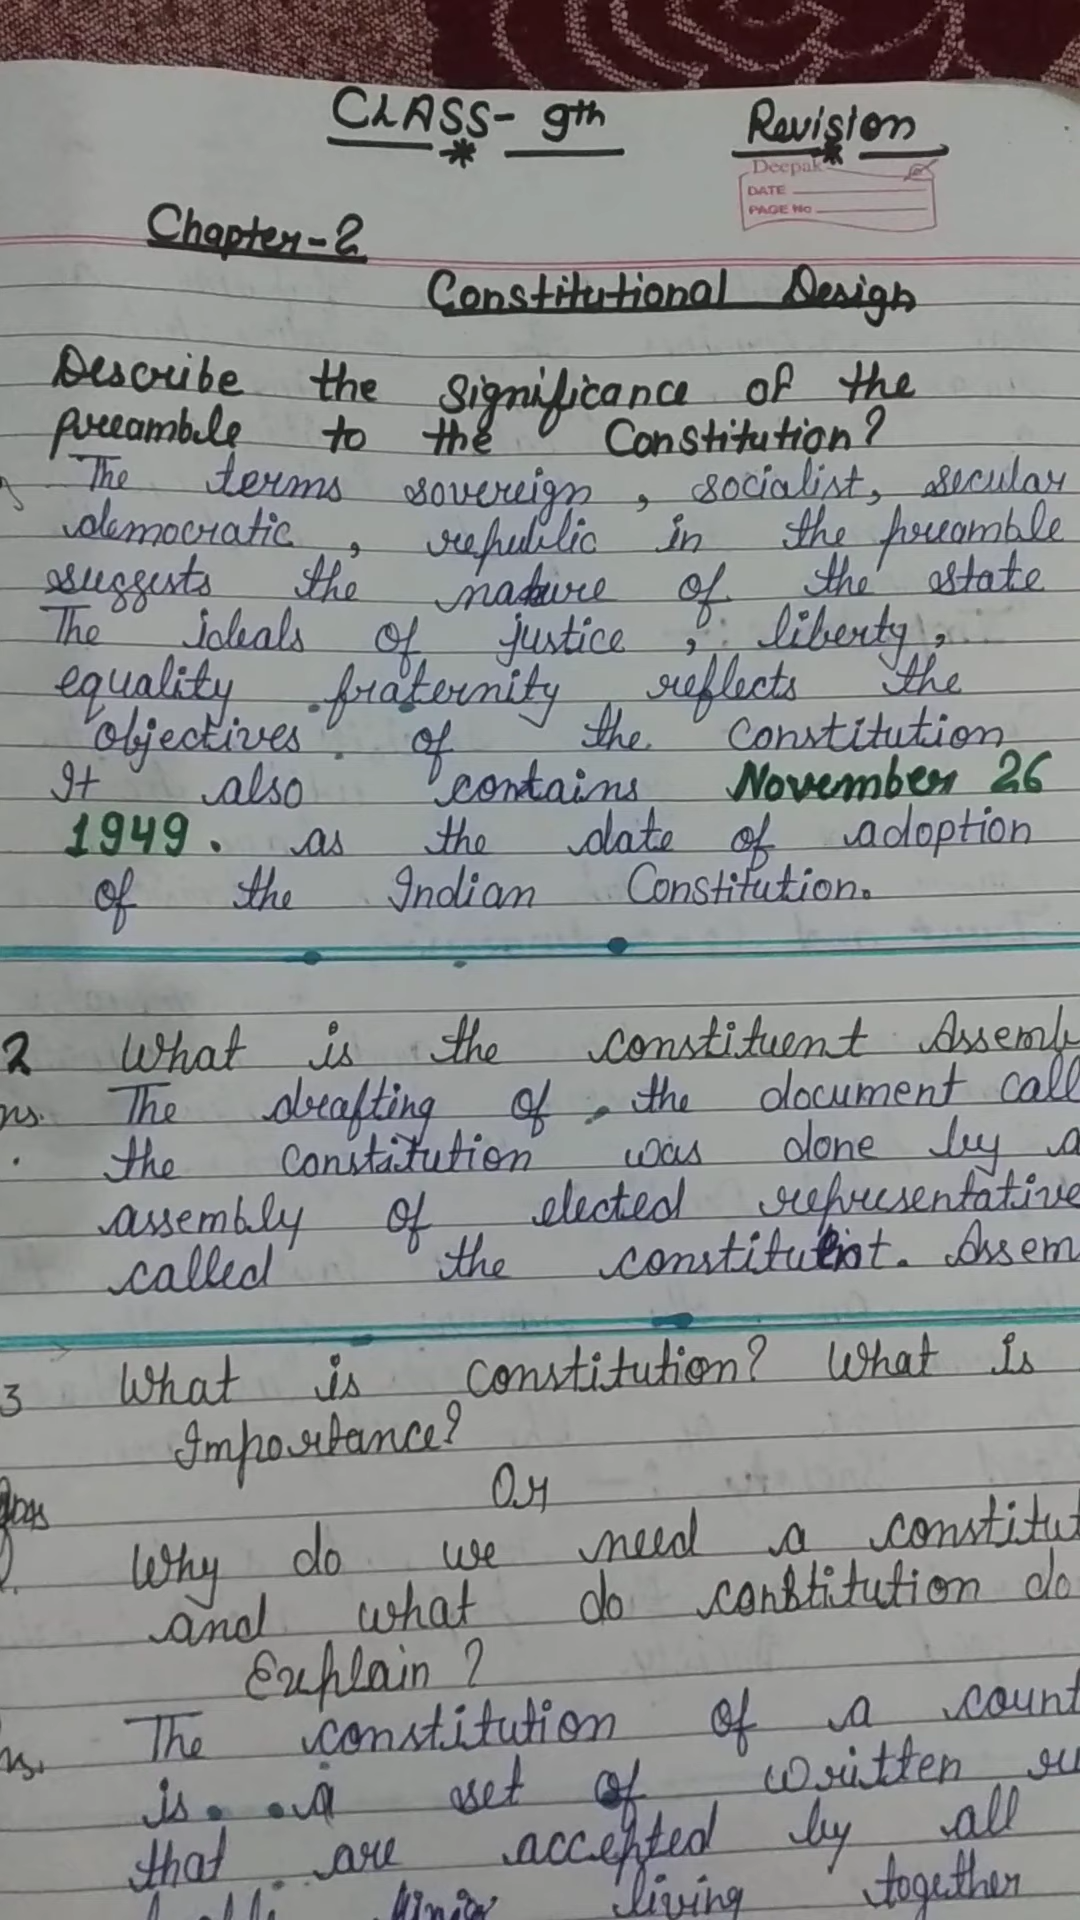 CLASS- 9th Revision
Deepak
DATE
PAGE No
Chapter-2
Constitutional Design
Describe the significance of the
preeamble to the Constitution?
The terms sovereign, socialist, secular
democratic, republic in the preamble
suggests the nature of the state
The ideals of justice, liberty,
equality fraternity reflects the
objectives of the constitution
It also contains November 26
1949. as the date of adoption
of the Indian Constitution.
2 What is the constituent Assemb
ns. The drafting of the document call
the constitution was done by a
assembly of elected representative
called the constituent. Assem
3 What is constitution? What is
Importance?
Or
Why do we need a constitut
and what do constitution do
Explain?
The constitution of a count
ns. is a set of written ru
that are accepted by all
living together